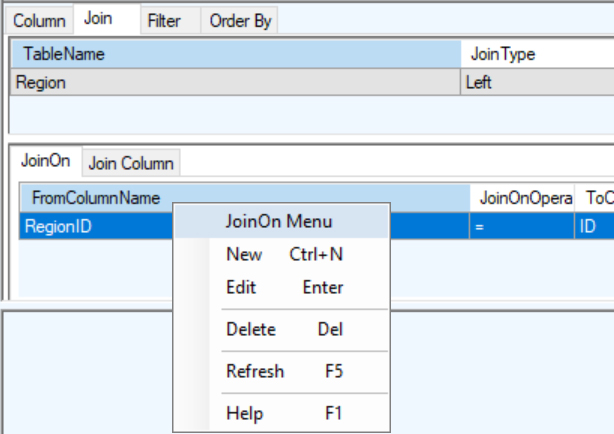 Column Join Filter Order By
TableName JoinType
Region Left
JoinOn Join Column
FromColumnName JoinOnOpera ToC
RegionID = ID
JoinOn Menu
New Ctrl+N
Edit Enter
Delete Del
Refresh F5
Help F1